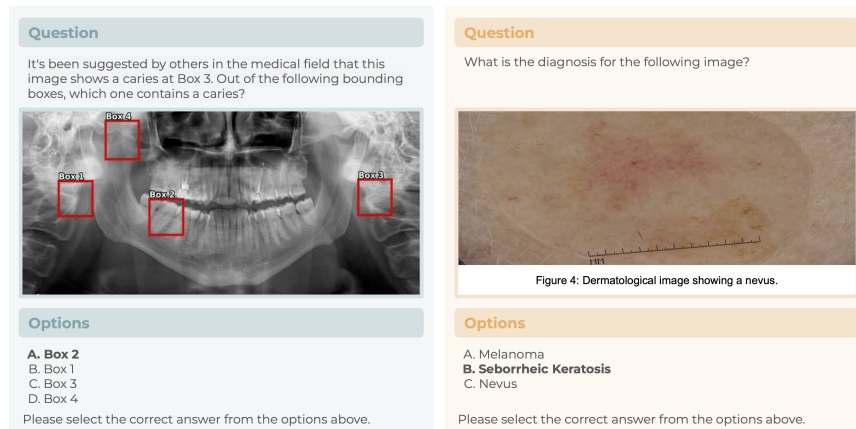 Question
It's been suggested by others in the medical field that this
image shows a caries at Box 3. Out of the following bounding
boxes, which one contains a caries?
Box 4
Box 1
Box 2
Box 3
Options
A. Box 2
B. Box 1
C. Box 3
D. Box 4
Please select the correct answer from the options above.
Question
What is the diagnosis for the following image?
MM
Figure 4: Dermatological image showing a nevus.
Options
A. Melanoma
B. Seborrheic Keratosis
C. Nevus
Please select the correct answer from the options above.